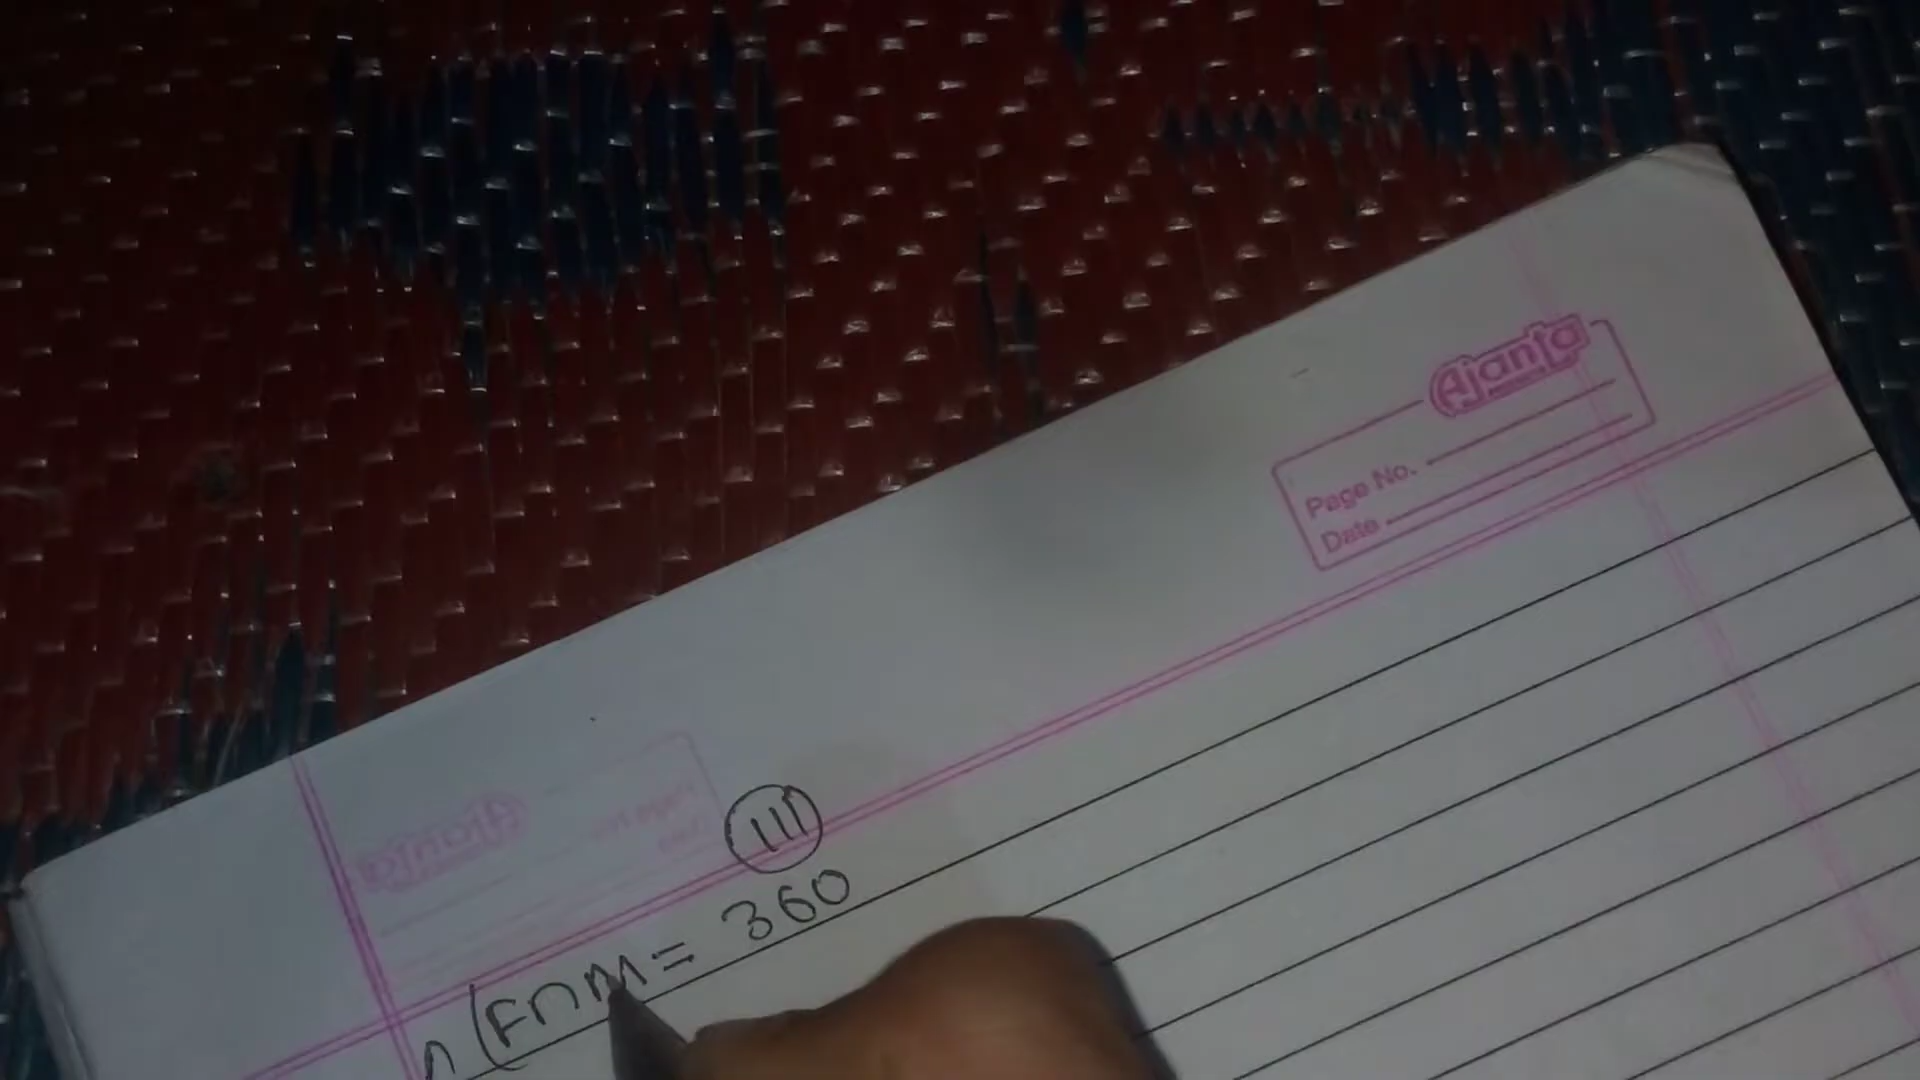 Ajanta
Page No.
Date
III
n (F∩M = 360